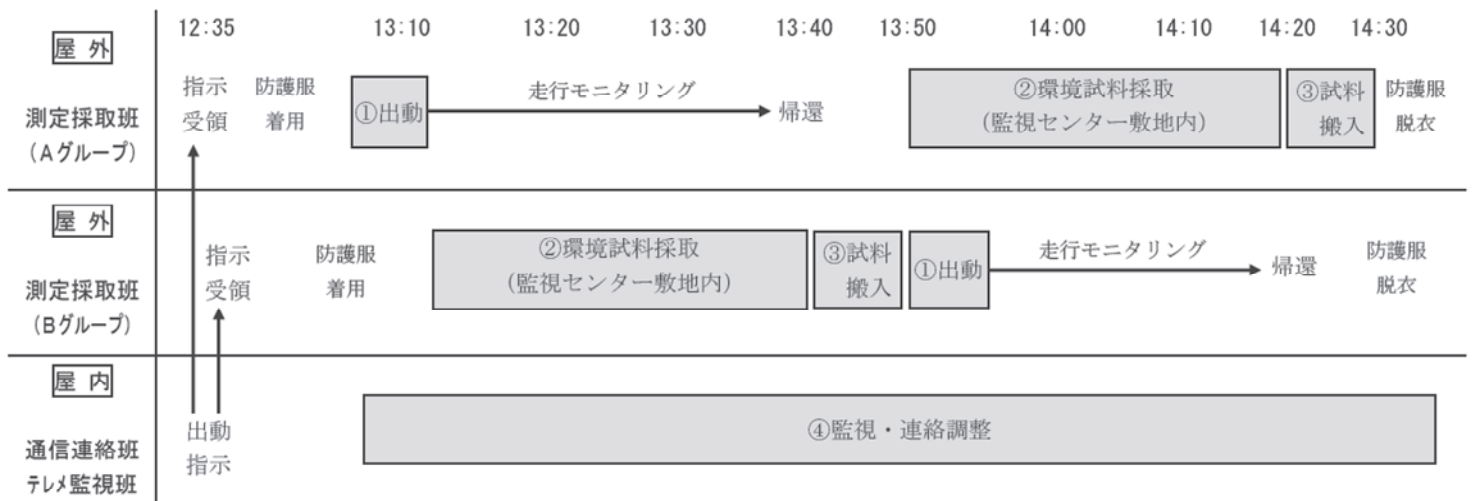 12:35 13:10 13:20 13:30 13:40 13:50 14:00 14:10 14:20 14:30
屋 外
測定採取班
(Aグループ)
指示
受領
防護服
着用
①出動
走行モニタリング
帰還
②環境試料採取
(監視センター敷地内)
③試料
搬入
防護服
脱衣
屋 外
測定採取班
(Bグループ)
指示
受領
防護服
着用
②環境試料採取
(監視センター敷地内)
③試料
搬入
①出動
走行モニタリング
帰還
防護服
脱衣
屋 内
通信連絡班
テレメ監視班
出動
指示
④監視・連絡調整